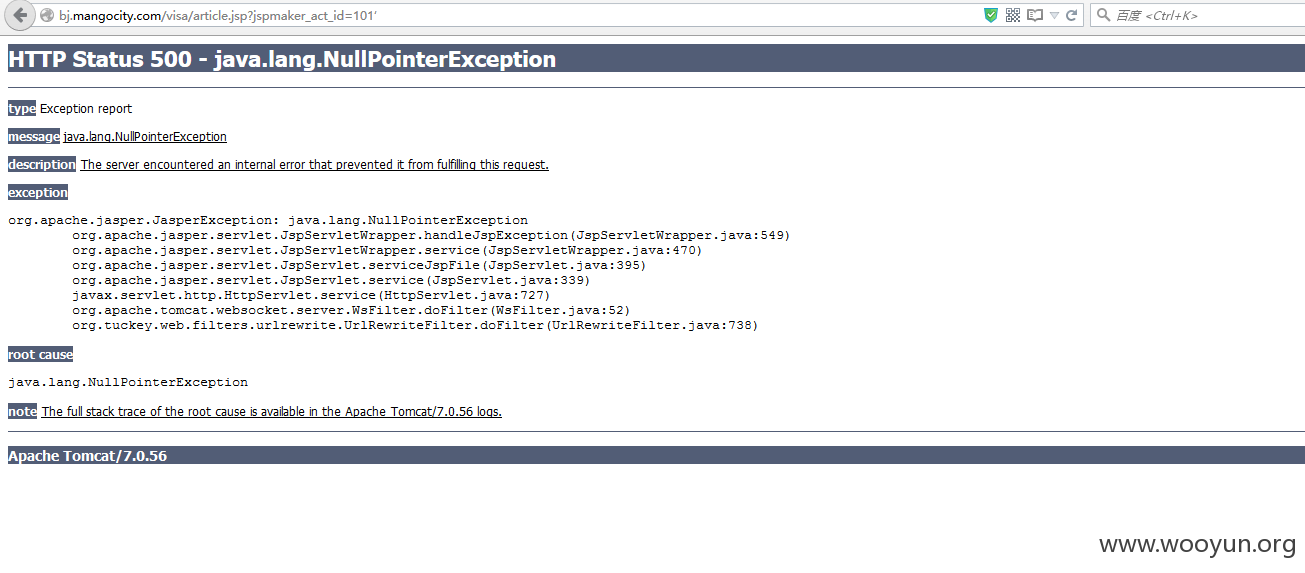 bj.mangocity.com/visa/article.jsp?jspmaker_act_id=101'
百度 <Ctrl+K>
HTTP Status 500 - java.lang.NullPointerException
type Exception report
message java.lang.NullPointerException
description The server encountered an internal error that prevented it from fulfilling this request.
exception
org.apache.jasper.JasperException: java.lang.NullPointerException
org.apache.jasper.servlet.JspServletWrapper.handleJspException(JspServletWrapper.java:549)
org.apache.jasper.servlet.JspServletWrapper.service(JspServletWrapper.java:470)
org.apache.jasper.servlet.JspServlet.serviceJspFile(JspServlet.java:395)
org.apache.jasper.servlet.JspServlet.service(JspServlet.java:339)
javax.servlet.http.HttpServlet.service(HttpServlet.java:727)
org.apache.tomcat.websocket.server.WsFilter.doFilter(WsFilter.java:52)
org.tuckey.web.filters.urlrewrite.UrlRewriteFilter.doFilter(UrlRewriteFilter.java:738)
root cause
java.lang.NullPointerException
note The full stack trace of the root cause is available in the Apache Tomcat/7.0.56 logs.
Apache Tomcat/7.0.56
www.wooyun.org